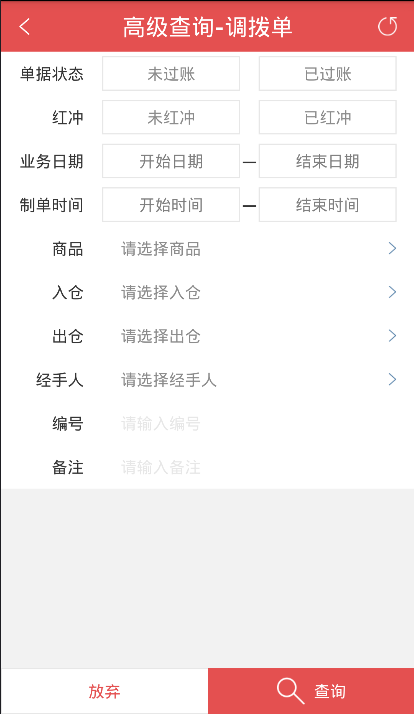 高级查询-调拨单
单据状态 未过账 已过账
红冲 未红冲 已红冲
业务日期 开始日期 — 结束日期
制单时间 开始时间 — 结束时间
商品 请选择商品
入仓 请选择入仓
出仓 请选择出仓
经手人 请选择经手人
编号 请输入编号
备注 请输入备注
放弃 查询